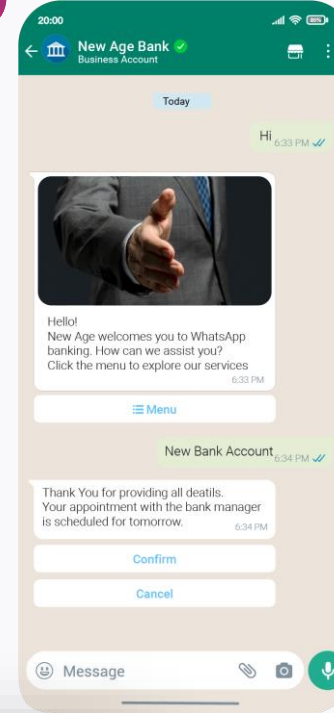 20:00
New Age Bank
Business Account
Today
Hi
6:33 PM
Hello!
New Age welcomes you to WhatsApp
banking. How can we assist you?
Click the menu to explore our services
6:33 PM
Menu
New Bank Account
6:34 PM
Thank You for providing all deatils.
Your appointment with the bank manager
is scheduled for tomorrow.
6:34 PM
Confirm
Cancel
Message